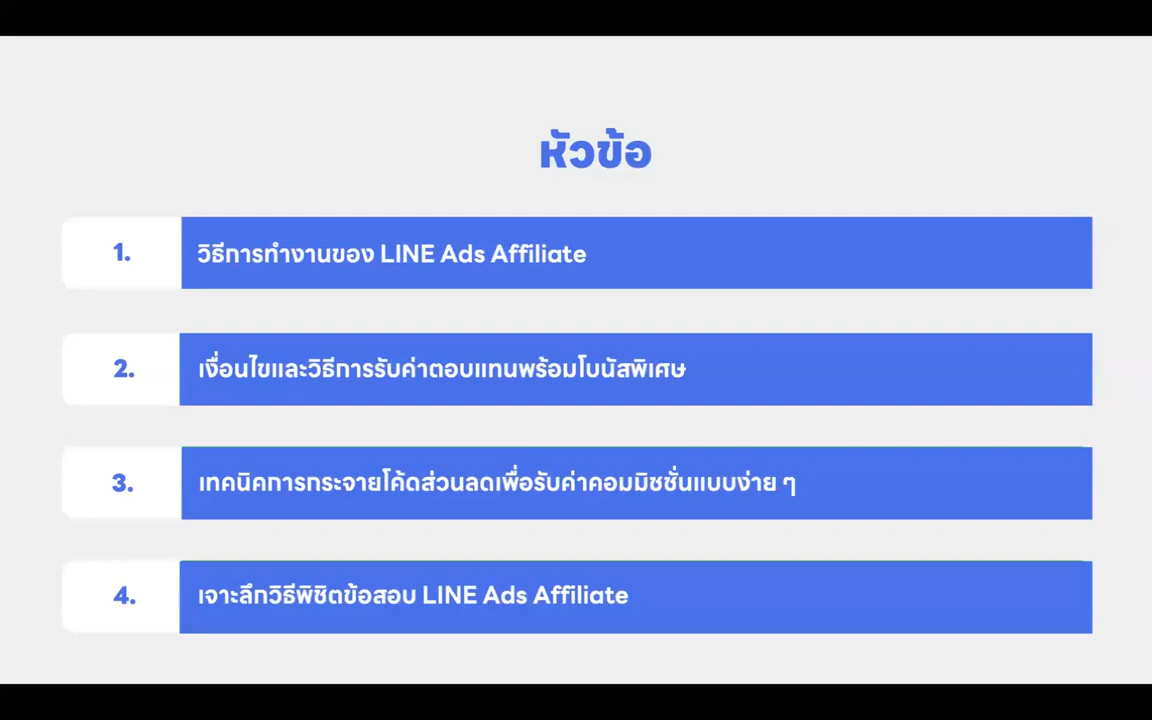 หัวข้อ
1. วิธีการทำงานของ LINE Ads Affiliate
2. เงื่อนไขและวิธีการรับค่าตอบแทนพร้อมโบนัสพิเศษ
3. เทคนิคการกระจายโค้ดส่วนลดเพื่อรับค่าคอมมิชชั่นแบบง่าย ๆ
4. เจาะลึกวิธีพิชิตข้อสอบ LINE Ads Affiliate